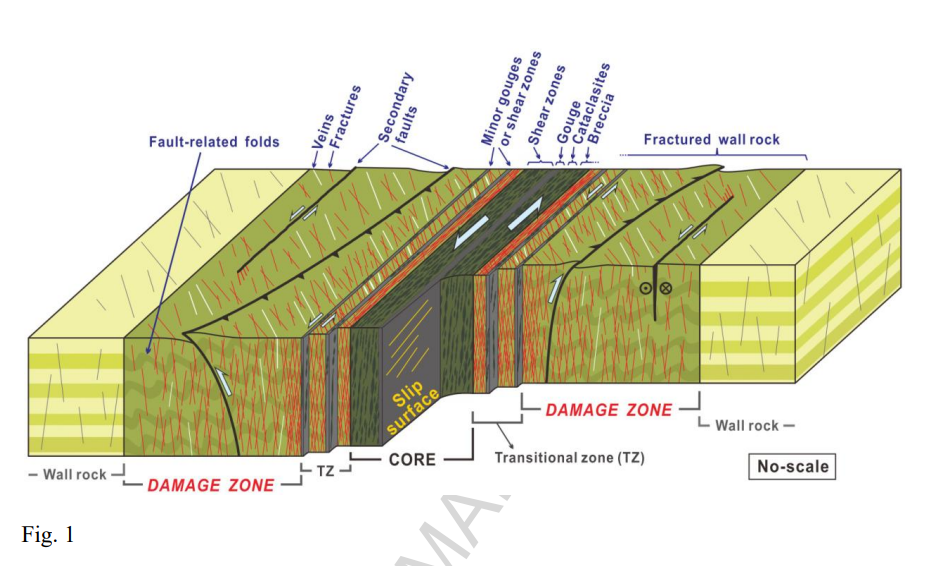 Fault-related folds
Veins
Fractures
Secondary
faults
Minor gouges
or shear zones
Shear zones
Gouge
Cataclasites
Breccia
Fractured wall rock
Slip
surface
Wall rock
DAMAGE ZONE
TZ
CORE
Transitional zone (TZ)
DAMAGE ZONE
Wall rock
No-scale
Fig. 1
MA